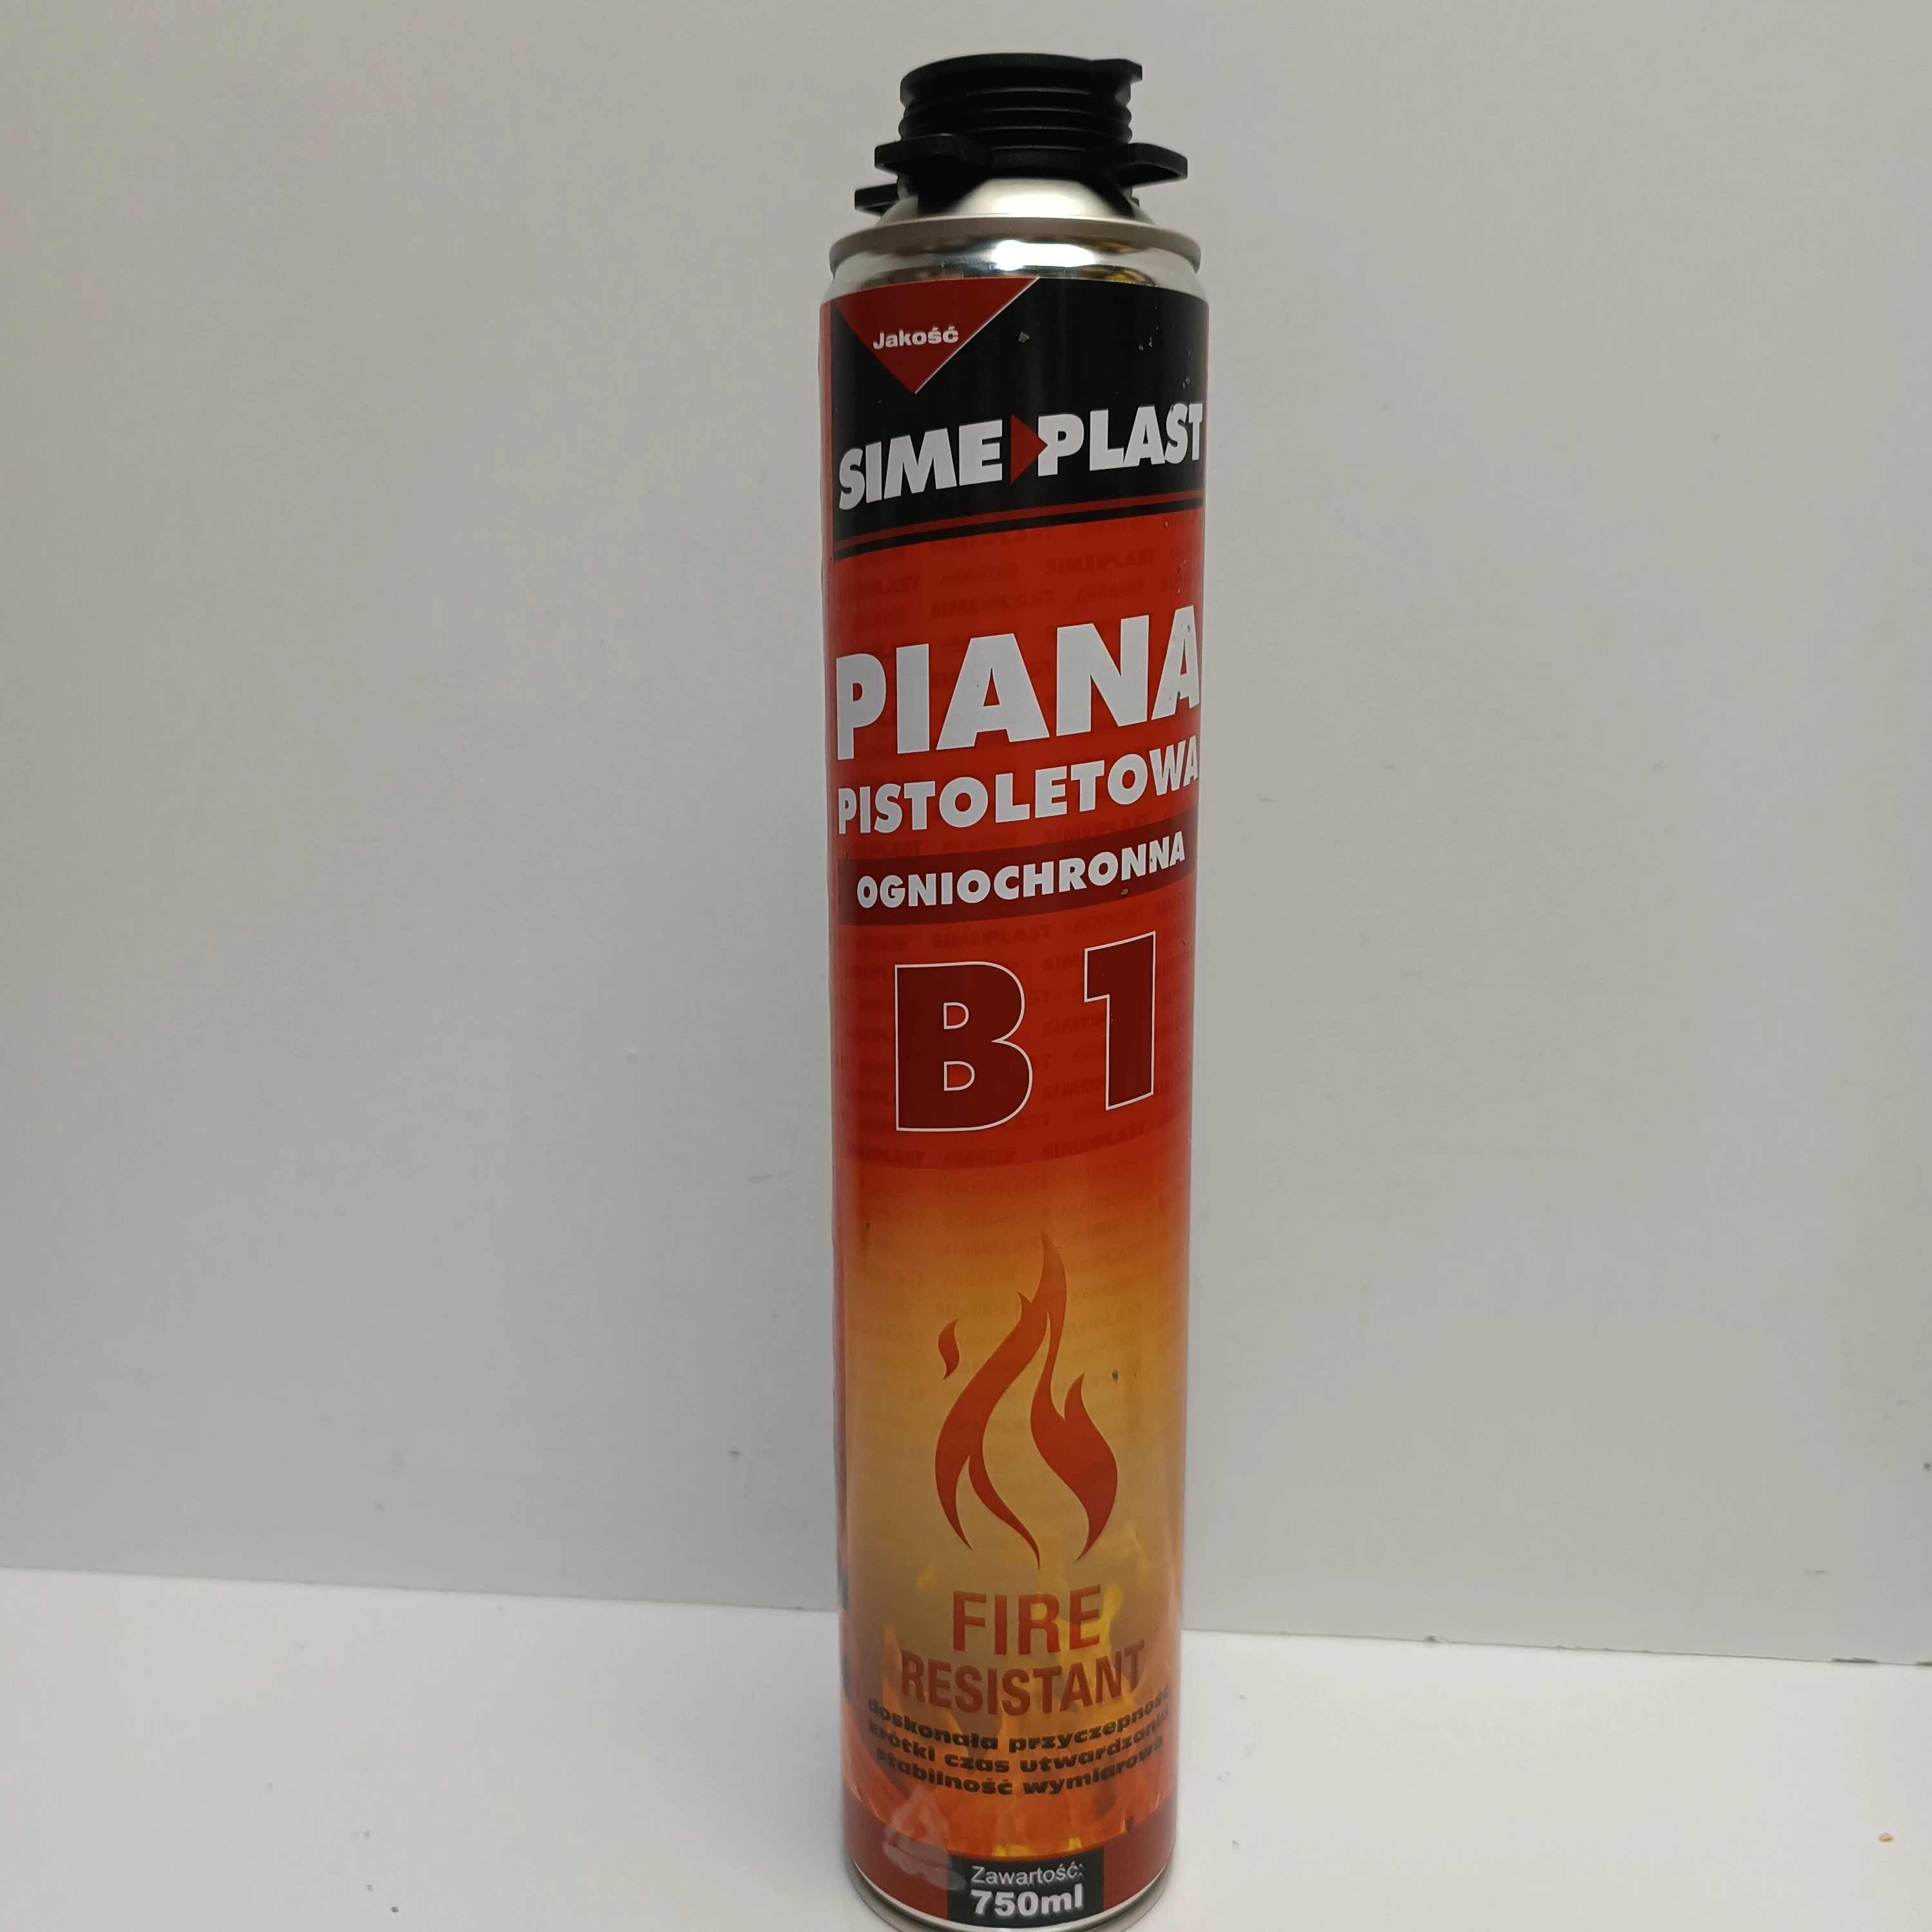 Jakość
SIME PLAST
PIANA
PISTOLETOWA
OGNIOCHRONNA
B1
FIRE
RESISTANT
doskonała przyczepność
krótki czas utwardzania
stabilność wymiarowa
Zawartość:
750ml